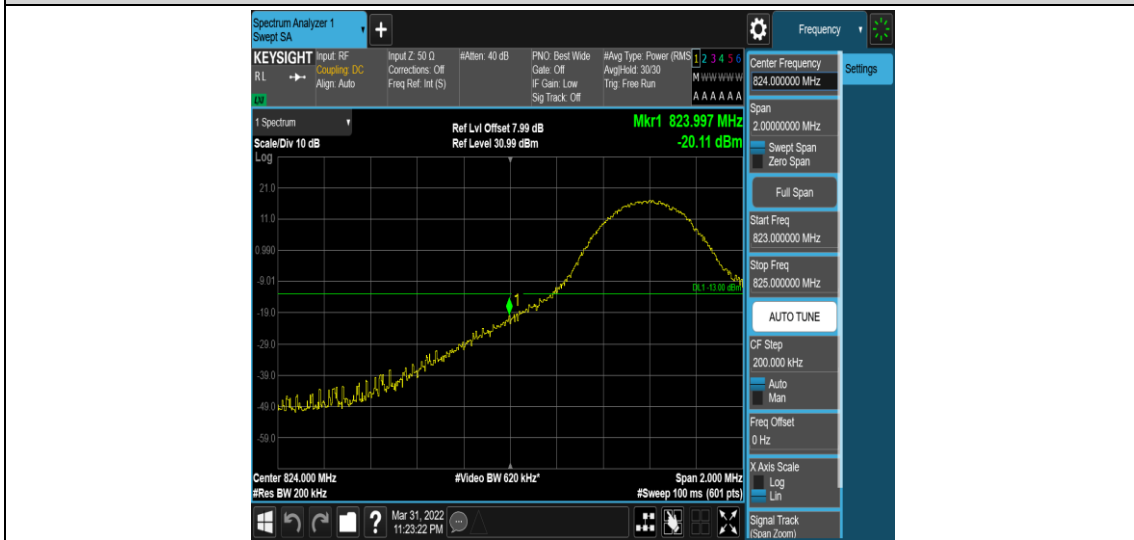 Spectrum Analyzer 1
Swept SA
Frequency
KEYSIGHT
RL
Input: RF
Coupling: DC
Align: Auto
Input Z: 50 Ω
Corrections: Off
Freq Ref: Int (S)
#Atten: 40 dB
PNO: Best Wide
Gate: Off
IF Gain: Low
Sig Track: Off
#Avg Type: Power (RMS
Avg|Hold: 30/30
Trig: Free Run
1 2 3 4 5 6
M W W W W W
A A A A A A
1 Spectrum
Scale/Div 10 dB
Log
Ref Lvl Offset 7.99 dB
Ref Level 30.99 dBm
Mkr1 823.997 MHz
-20.11 dBm
21.0
11.0
0.990
-9.01
DL1 -13.00 dBm
1
-19.0
-29.0
-39.0
-49.0
-59.0
Center 824.000 MHz
#Res BW 200 kHz
#Video BW 620 kHz*
Span 2.000 MHz
#Sweep 100 ms (601 pts)
Mar 31, 2022
11:23:22 PM
Center Frequency
824.000000 MHz
Settings
Span
2.00000000 MHz
Swept Span
Zero Span
Full Span
Start Freq
823.000000 MHz
Stop Freq
825.000000 MHz
AUTO TUNE
CF Step
200.000 kHz
Auto
Man
Freq Offset
0 Hz
X Axis Scale
Log
Lin
Signal Track
(Span Zoom)